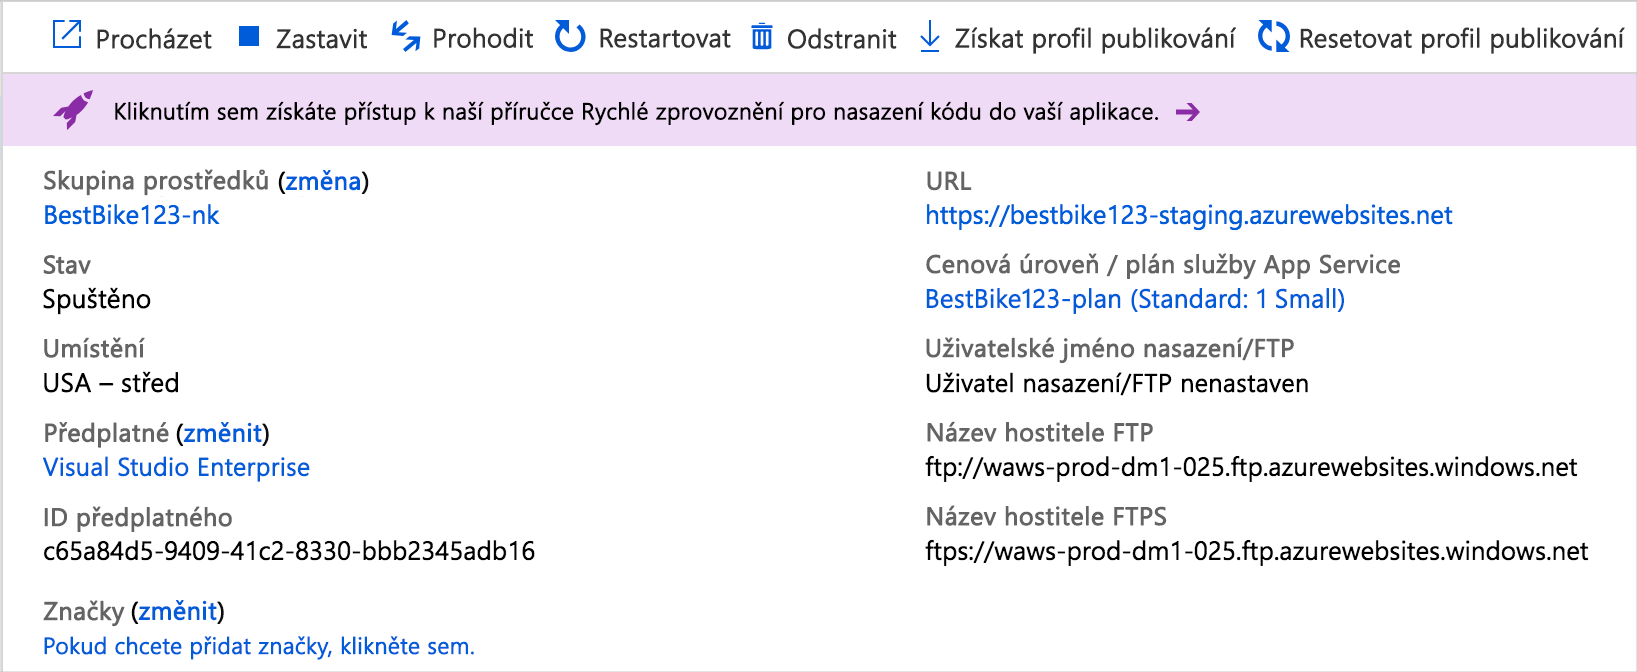 Procházet Zastavit Prohodit Restartovat Odstranit Získat profil publikování Resetovat profil publikování
Kliknutím sem získáte přístup k naší příručce Rychlé zprovoznění pro nasazení kódu do vaší aplikace.
Skupina prostředků (změna)
BestBike123-nk
Stav
Spuštěno
Umístění
USA – střed
Předplatné (změnit)
Visual Studio Enterprise
ID předplatného
c65a84d5-9409-41c2-8330-bbb2345adb16
Značky (změnit)
Pokud chcete přidat značky, klikněte sem.
URL
https://bestbike123-staging.azurewebsites.net
Cenová úroveň / plán služby App Service
BestBike123-plan (Standard: 1 Small)
Uživatelské jméno nasazení/FTP
Uživatel nasazení/FTP nenastaven
Název hostitele FTP
ftp://waws-prod-dm1-025.ftp.azurewebsites.windows.net
Název hostitele FTPS
ftps://waws-prod-dm1-025.ftp.azurewebsites.windows.net